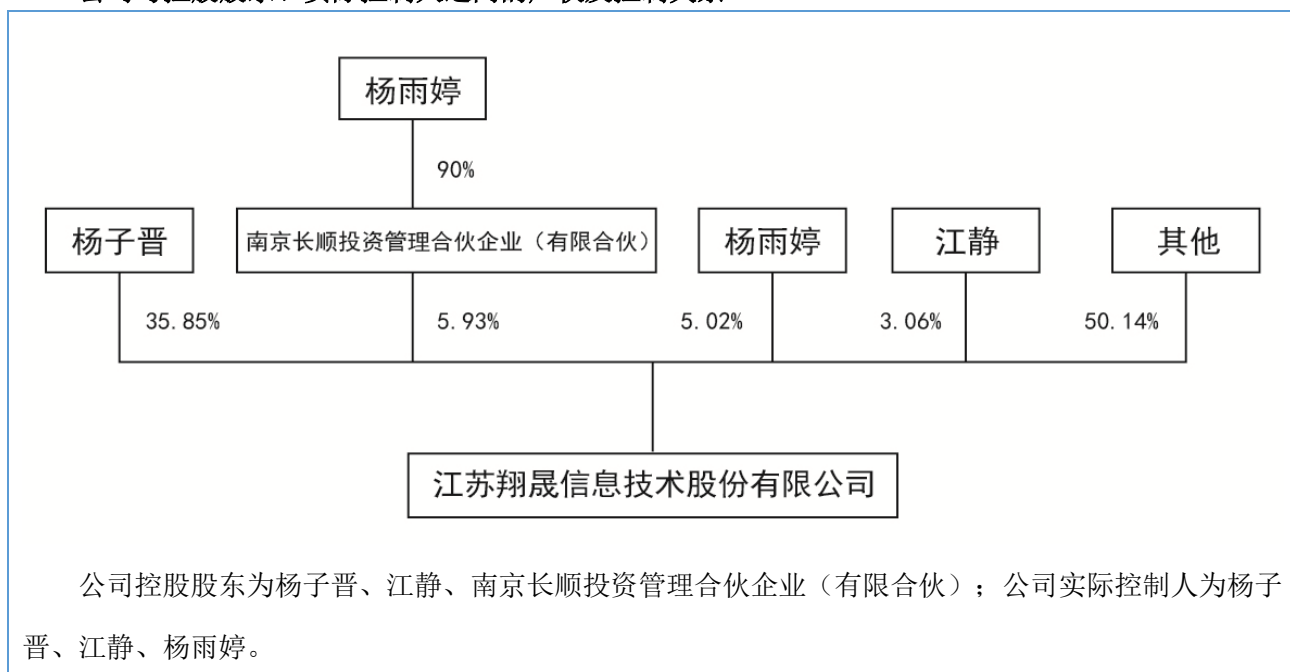 杨雨婷
90%
杨子晋
南京长顺投资管理合伙企业（有限合伙）
杨雨婷
江静
其他
35.85%
5.93%
5.02%
3.06%
50.14%
江苏翔晟信息技术股份有限公司
公司控股股东为杨子晋、江静、南京长顺投资管理合伙企业（有限合伙）；公司实际控制人为杨子
晋、江静、杨雨婷。